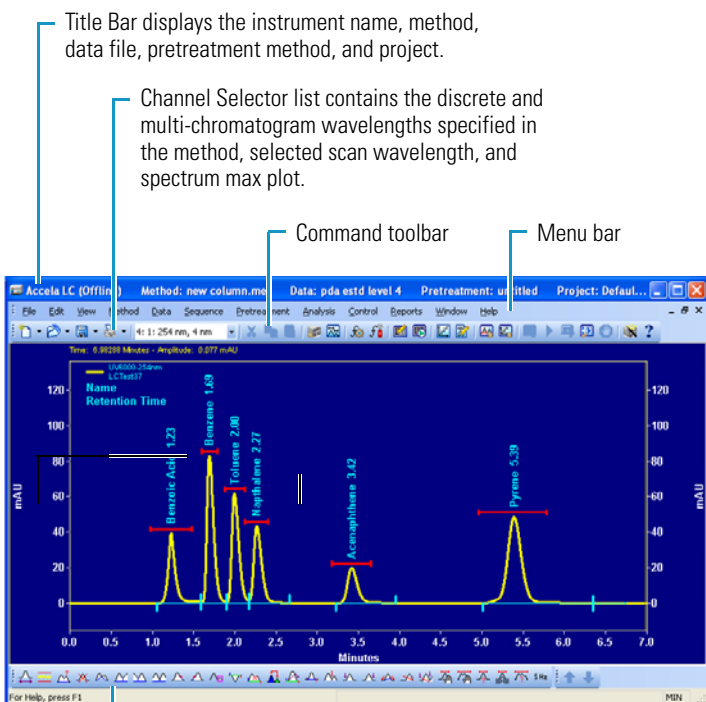 Title Bar displays the instrument name, method,
data file, pretreatment method, and project.
Channel Selector list contains the discrete and
multi-chromatogram wavelengths specified in
the method, selected scan wavelength, and
spectrum max plot.
Command toolbar
Menu bar
Accela LC (Offlin ) Method: new column.me Data: pda estd level 4 Pretreatment: un itled Project: Defaul...
File Edit View Method Data Sequence Pretreatment Analysis Control Reports Window Help
4: 1: 254 nm, 4 nm
Time: 6.98288 Minutes - Amplitude: 0.077 mAU
UV6000-254nm
LCTest37
Name
Retention Time
Benzoic Acid 1.23
Benzene 1.69
Toluene 2.00
Napthalene 2.27
Acenaphthene 3.42
Pyrene 5.39
120 100 80 60 40 20 0
mAU
120 100 80 60 40 20 0
mAU
0.0 0.5 1.0 1.5 2.0 2.5 3.0 3.5 4.0 4.5 5.0 5.5 6.0 6.5 7.0
Minutes
5 Hz
For Help, press F1
MIN